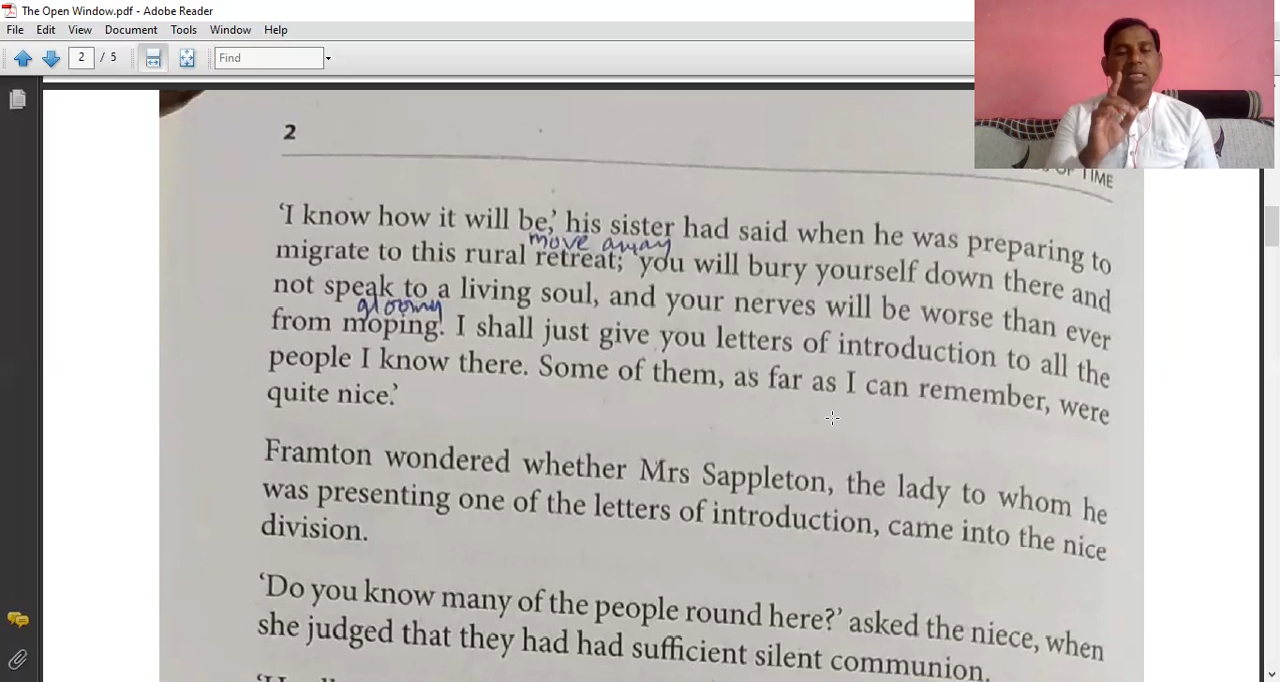 The Open Window.pdf - Adobe Reader
File Edit View Document Tools Window Help
2 / 5 Find
2
OF TIME
‘I know how it will be,’ his sister had said when he was preparing to
move away
migrate to this rural retreat; ‘you will bury yourself down there and
not speak to a living soul, and your nerves will be worse than ever
gloomy
from moping. I shall just give you letters of introduction to all the
people I know there. Some of them, as far as I can remember, were
quite nice.’
Framton wondered whether Mrs Sappleton, the lady to whom he
was presenting one of the letters of introduction, came into the nice
division.
‘Do you know many of the people round here?’ asked the niece, when
she judged that they had had sufficient silent communion.